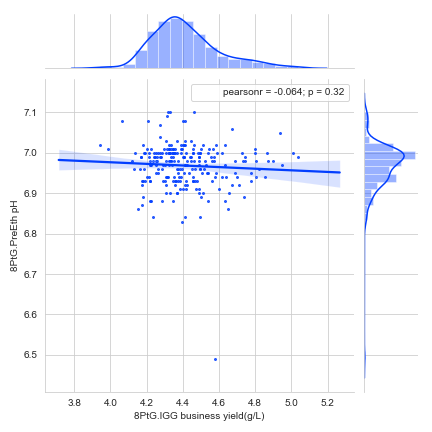 pearsonr = -0.064; p = 0.32
7.1
7.0
6.9
6.8
6.7
6.6
6.5
8PtG.PreEth pH
3.8 4.0 4.2 4.4 4.6 4.8 5.0 5.2
8PtG.IGG business yield(g/L)